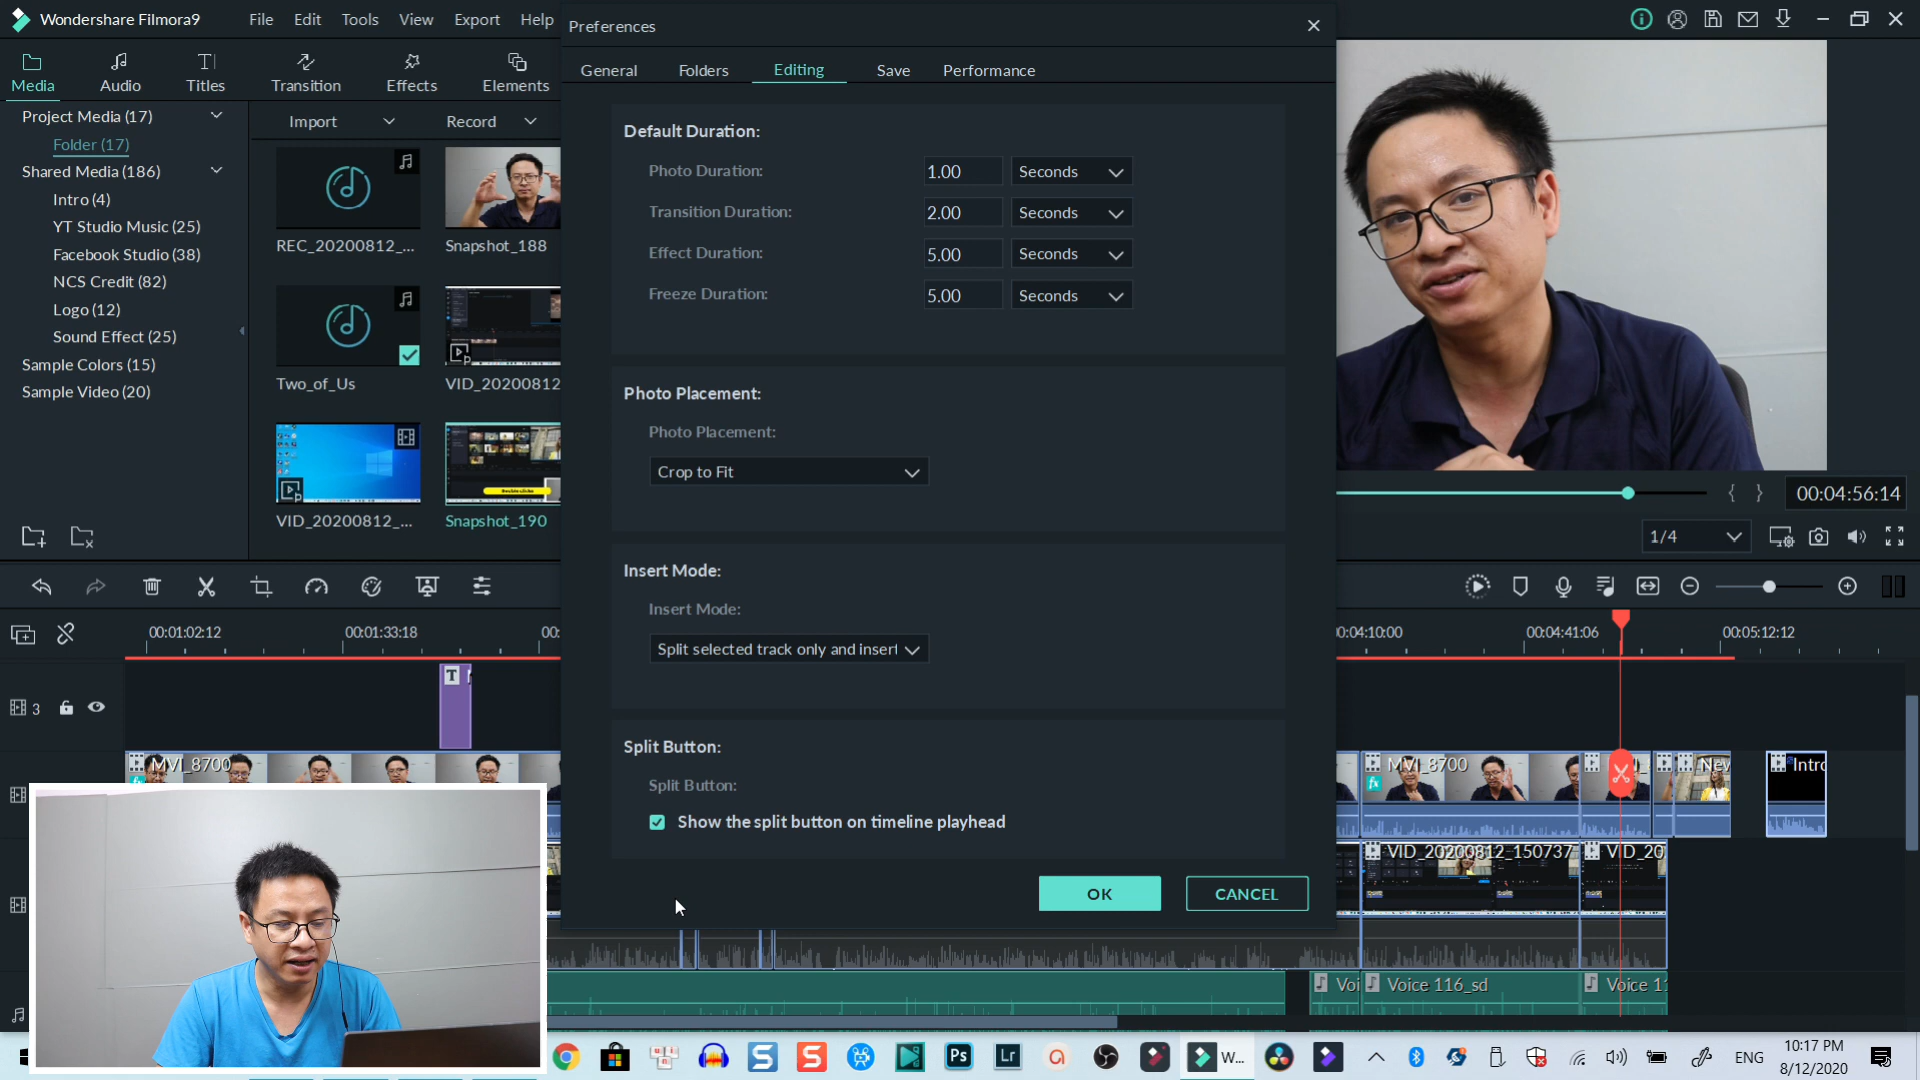 Wondershare Filmora9
File Edit Tools View Export Help
Preferences
Media Audio Titles Transition Effects Elements
General Folders Editing Save Performance
Project Media (17)
Folder (17)
Shared Media (186)
Intro (4)
YT Studio Music (25)
Facebook Studio (38)
NCS Credit (82)
Logo (12)
Sound Effect (25)
Sample Colors (15)
Sample Video (20)
Import Record
REC_20200812_... Snapshot_188
Two_of_Us VID_20200812
VID_20200812_... Snapshot_190
Default Duration:
Photo Duration: 1.00 Seconds
Transition Duration: 2.00 Seconds
Effect Duration: 5.00 Seconds
Freeze Duration: 5.00 Seconds
Photo Placement:
Photo Placement:
Crop to Fit
Insert Mode:
Insert Mode:
Split selected track only and insert
Split Button:
Split Button:
Show the split button on timeline playhead
OK CANCEL
00:04:56:14
1/4
00:01:02:12 00:01:33:18 00: 0:04:10:00 00:04:41:06 00:05:12:12
3
T
MVI_8700 MVI_8700 New Intro
fx
VID_20200812_150737 VID_20
Voi Voice 116_sd Voice 11
Ps Lr W...
ENG
10:17 PM
8/12/2020